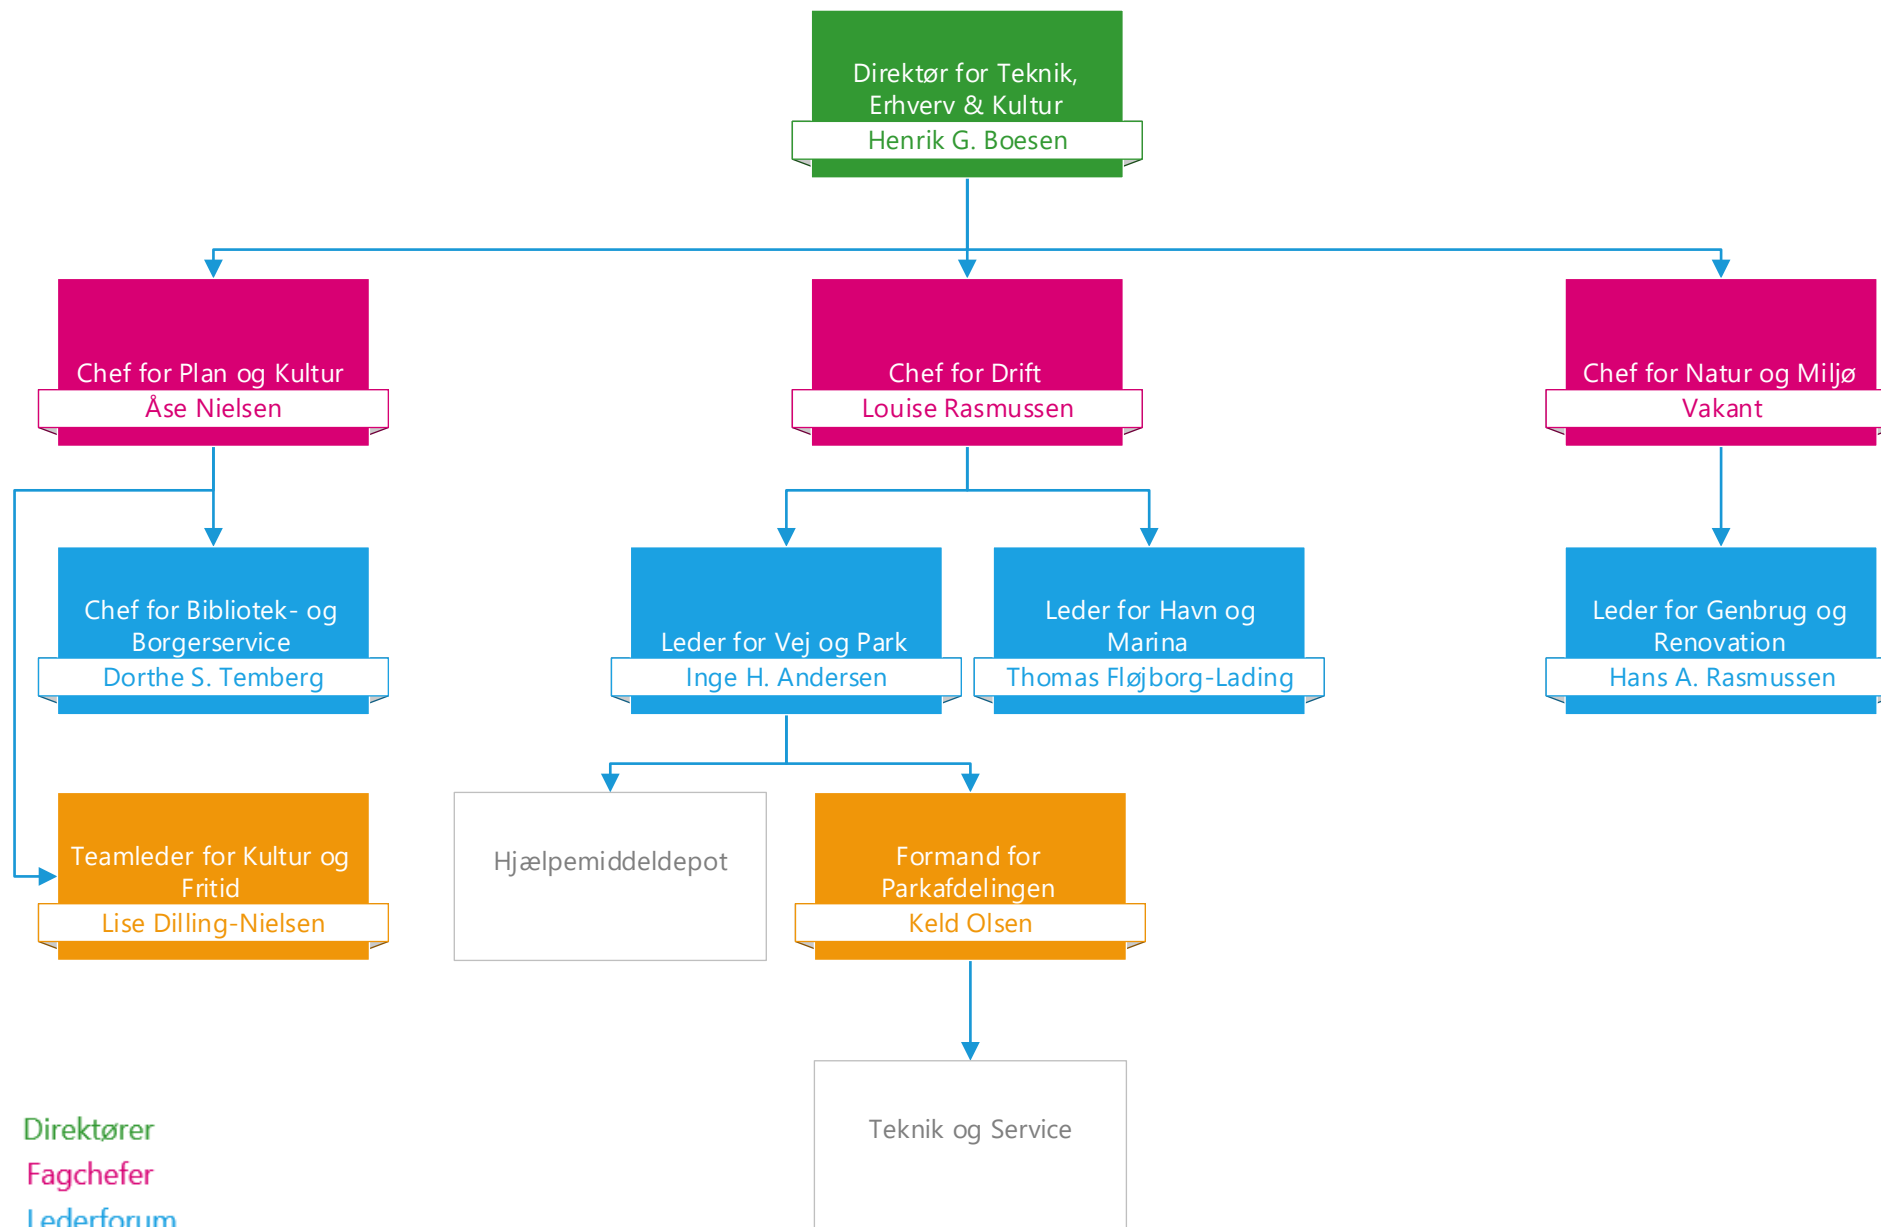 Direktør for Teknik,
Erhverv & Kultur
Henrik G. Boesen
Chef for Plan og Kultur
Åse Nielsen
Chef for Drift
Louise Rasmussen
Chef for Natur og Miljø
Vakant
Chef for Bibliotek- og
Borgerservice
Dorthe S. Temberg
Leder for Vej og Park
Inge H. Andersen
Leder for Havn og
Marina
Thomas Fløjborg-Lading
Leder for Genbrug og
Renovation
Hans A. Rasmussen
Teamleder for Kultur og
Fritid
Lise Dilling-Nielsen
Hjælpemiddeldepot
Formand for
Parkafdelingen
Keld Olsen
Teknik og Service
Direktører
Fagchefer
Lederforum